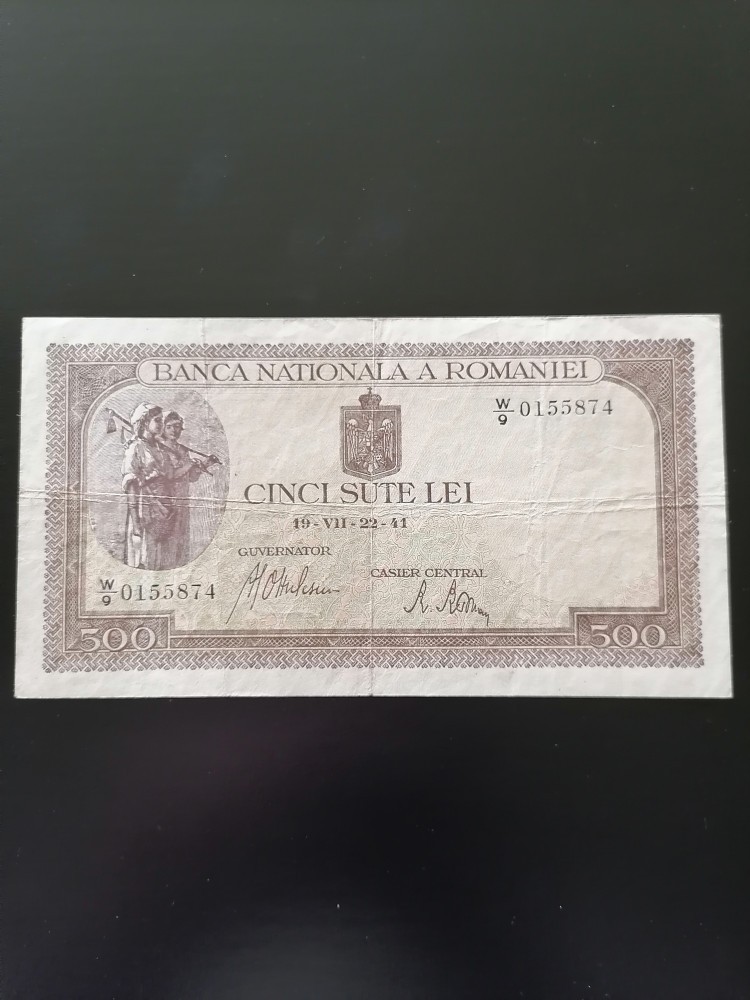 BANCA NATIONALA A ROMANIEI
W/9 0155874
CINCI SUTE LEI
19-VII-22-41
GUVERNATOR
CASIER CENTRAL
W/9 0155874
500
500